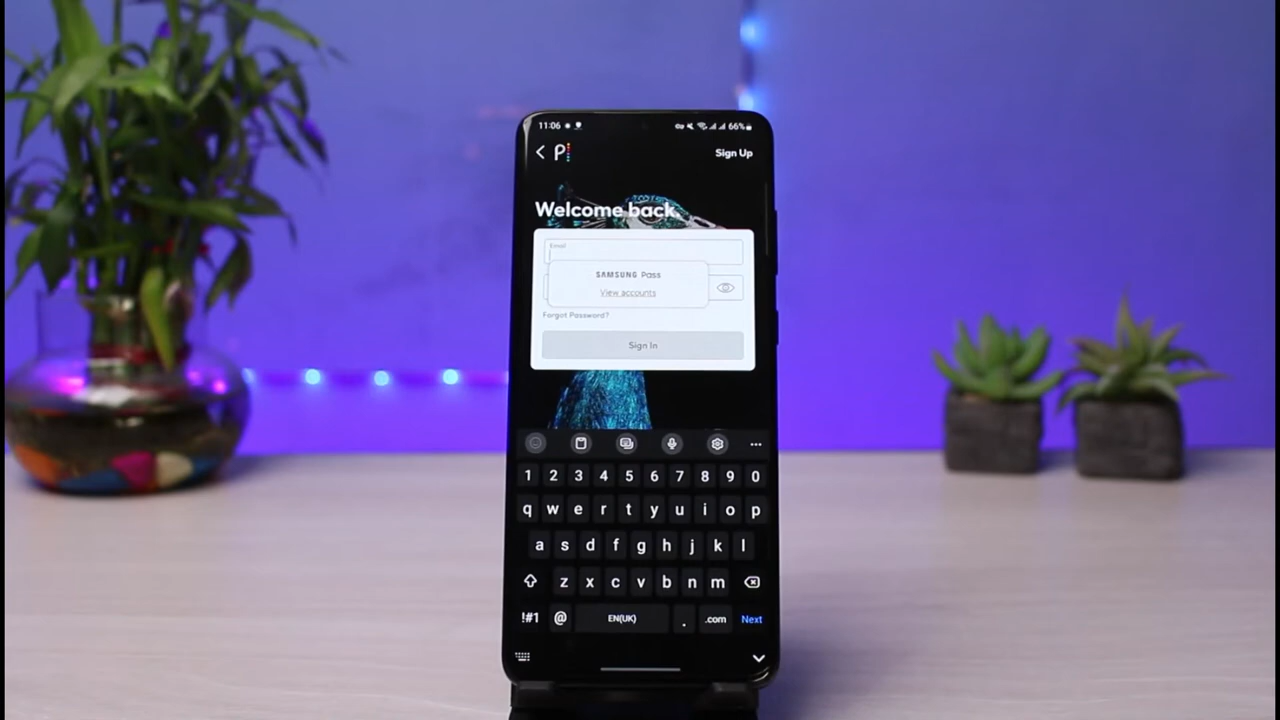 11:06 66%
P Sign Up
Welcome back.
Email
SAMSUNG Pass
View accounts
Forgot Password?
Sign In
1 2 3 4 5 6 7 8 9 0
q w e r t y u i o p
a s d f g h j k l
z x c v b n m
!#1 @ EN(UK) . .com Next